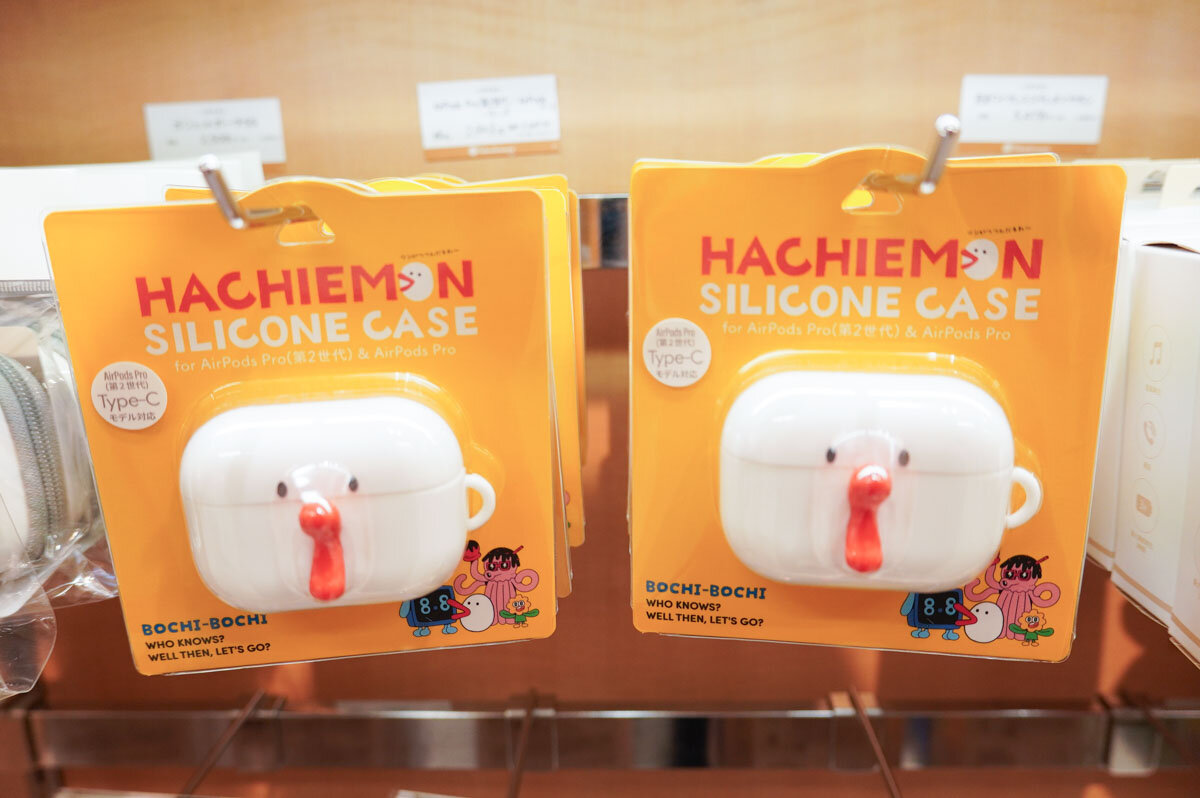 HACHIEMON
SILICONE CASE
for AirPods Pro(第2世代) & AirPods Pro
AirPods Pro
(第2世代)
Type-C
モデル対応
BOCHI-BOCHI
WHO KNOWS?
WELL THEN, LET'S GO?
HACHIEMON
SILICONE CASE
for AirPods Pro(第2世代) & AirPods Pro
AirPods Pro
(第2世代)
Type-C
モデル対応
BOCHI-BOCHI
WHO KNOWS?
WELL THEN, LET'S GO?